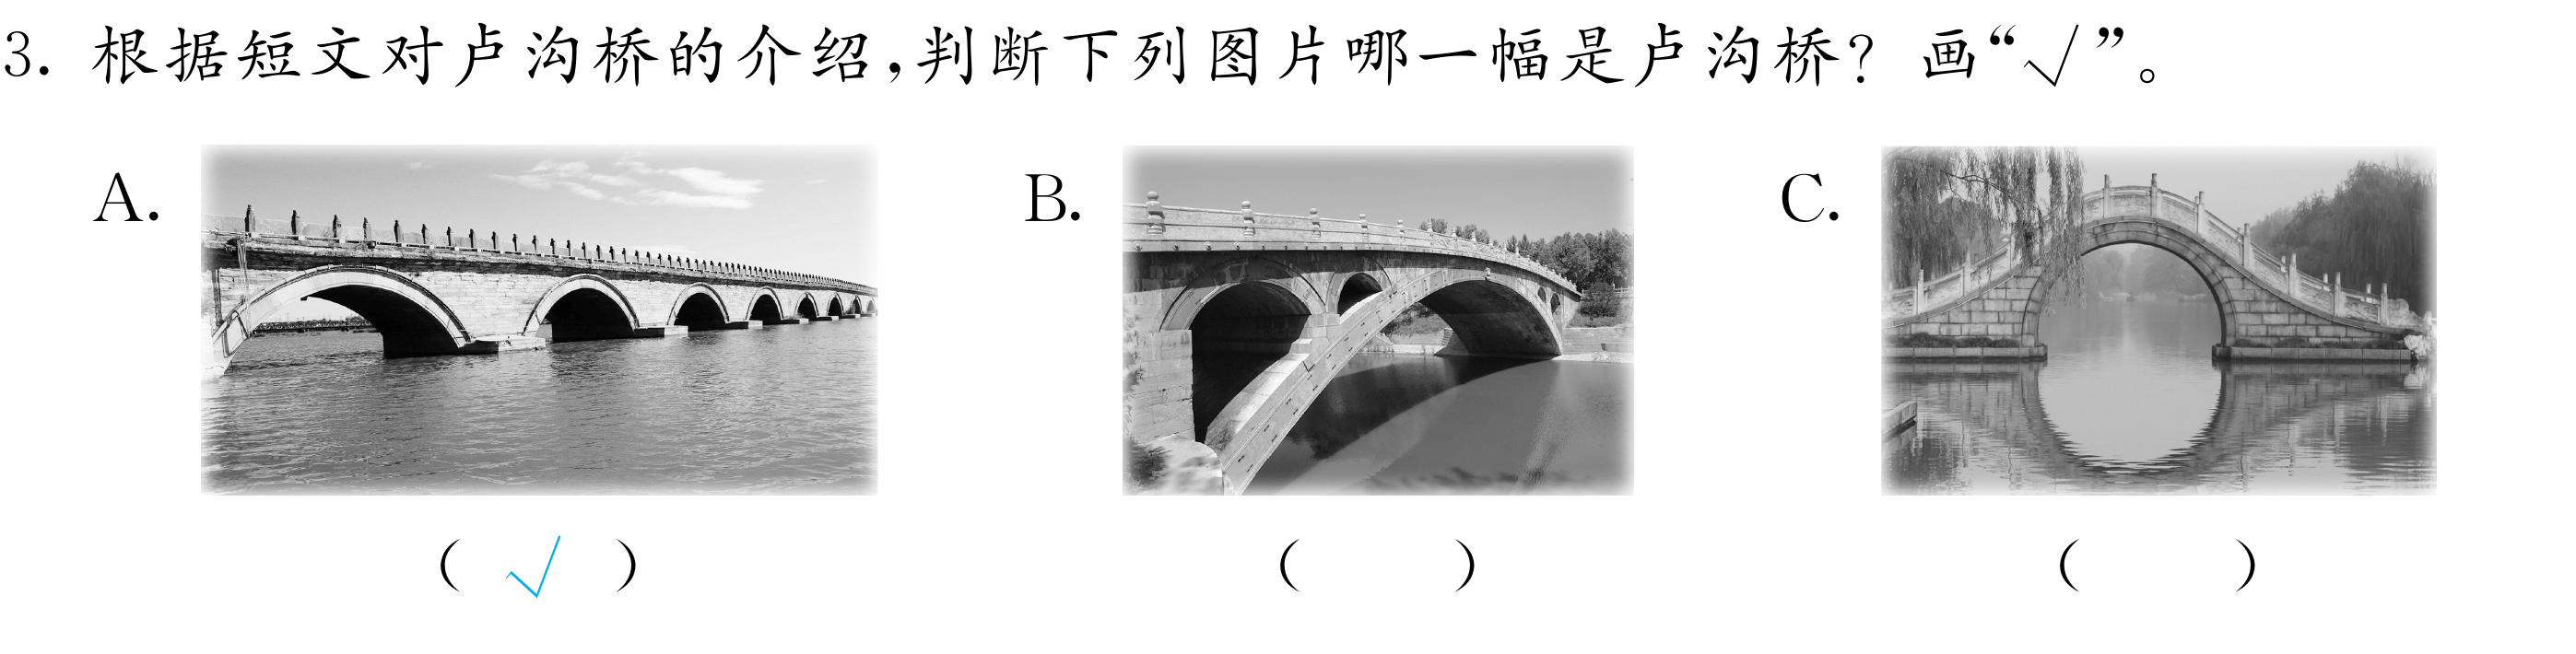 3. 根据短文对卢沟桥的介绍,判断下列图片哪一幅是卢沟桥? 画“√”。
A. B. C.
( √ ) ( ) ( )